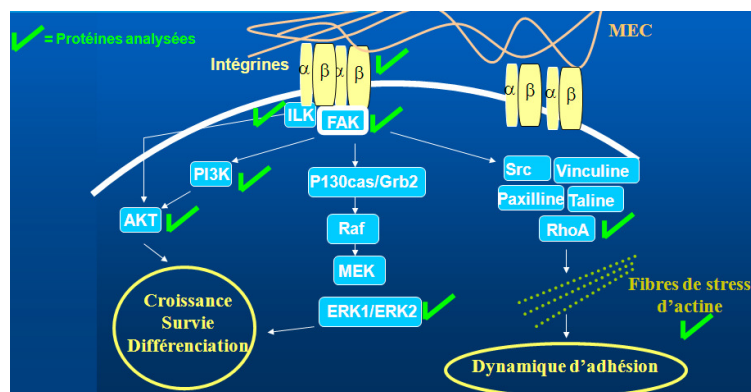 = Protéines analysées
MEC
Intégrines
α β α β
α β α β
ILK
FAK
PI3K
P130cas/Grb2
Src
Vinculine
Paxilline
Taline
AKT
Raf
RhoA
MEK
Croissance
Survie
Différenciation
ERK1/ERK2
Fibres de stress
d'actine
Dynamique d'adhésion